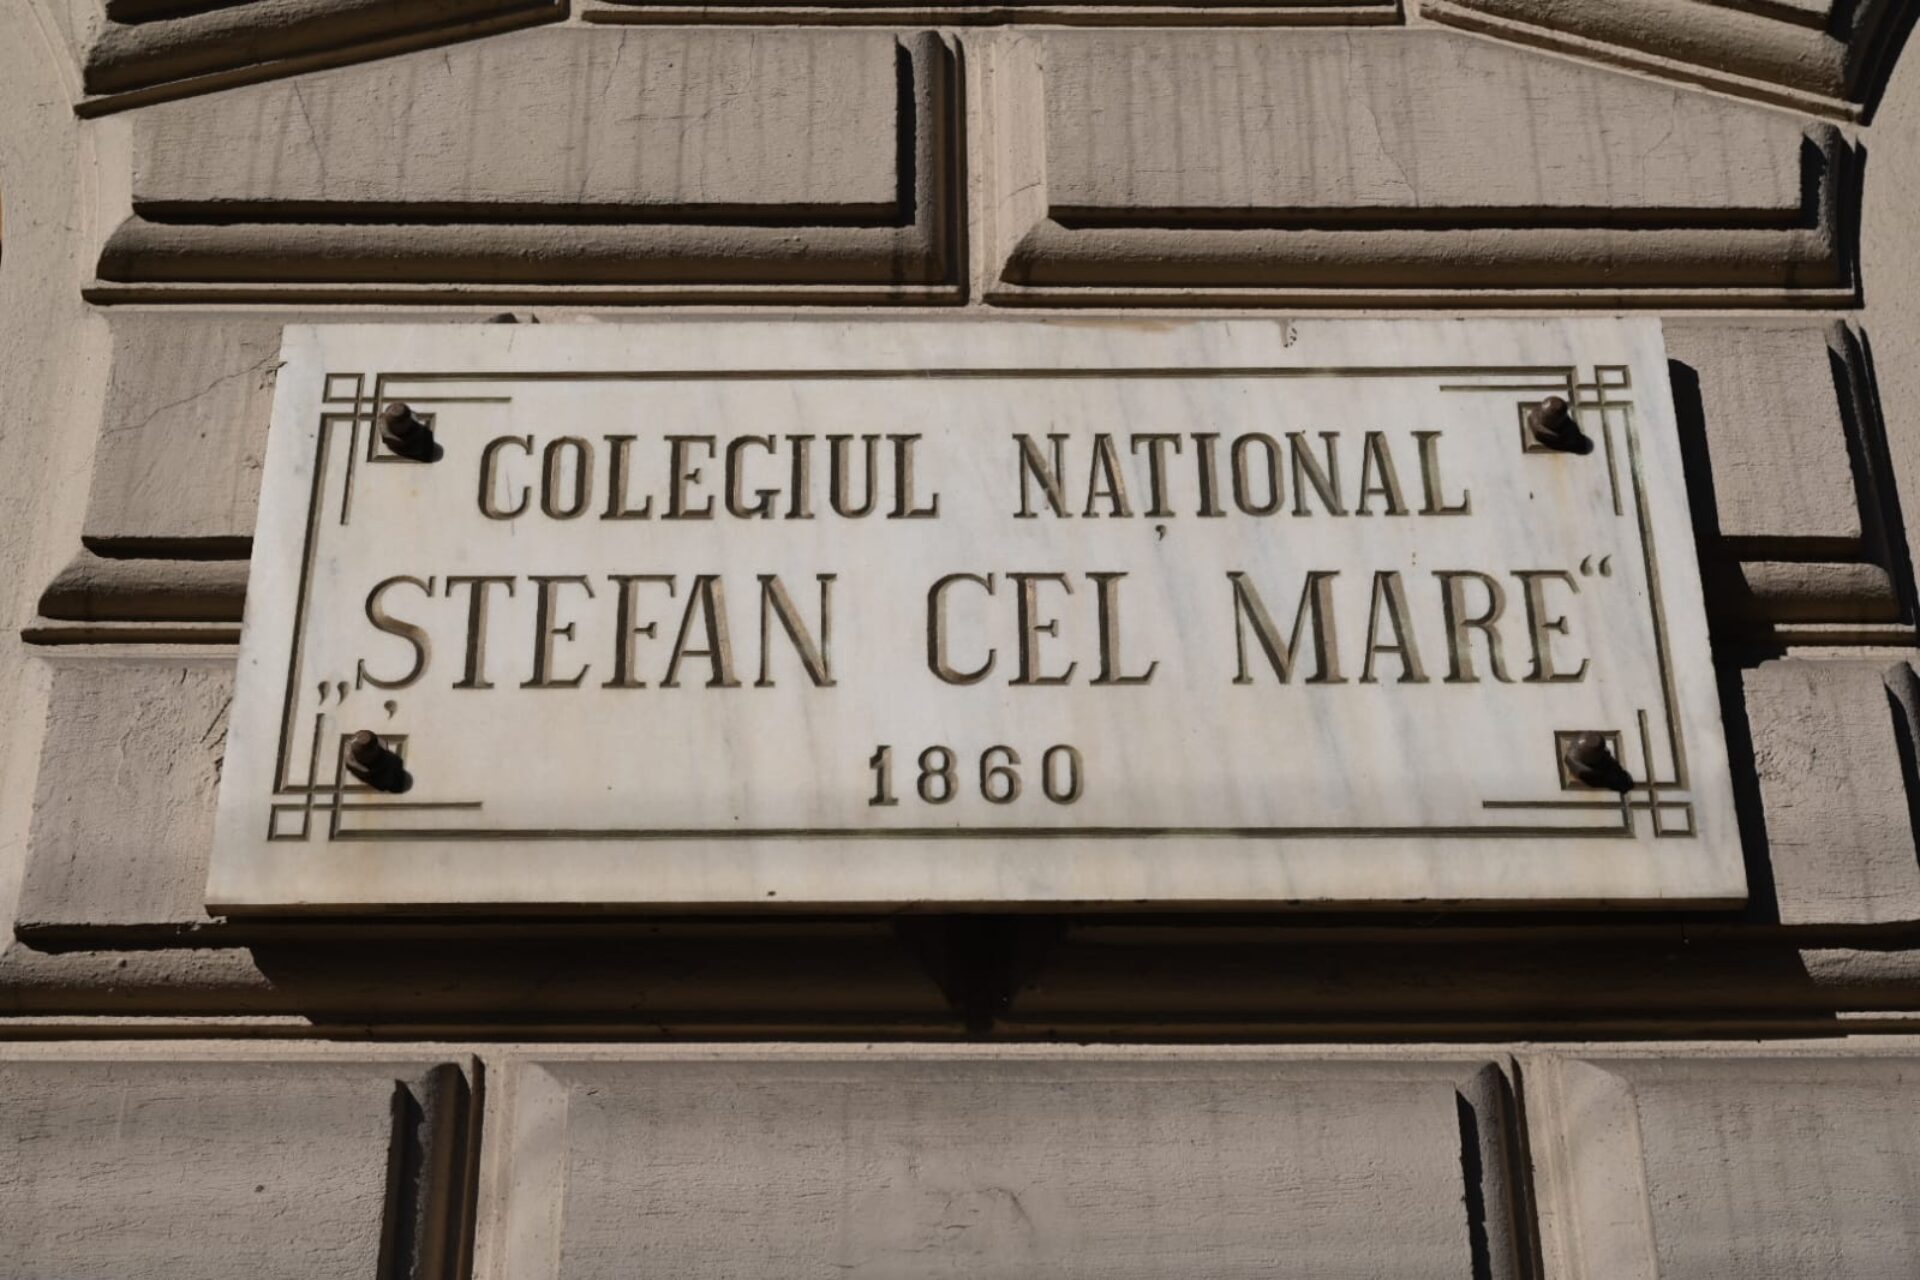 COLEGIUL NAȚIONAL
„ȘTEFAN CEL MARE“
1860